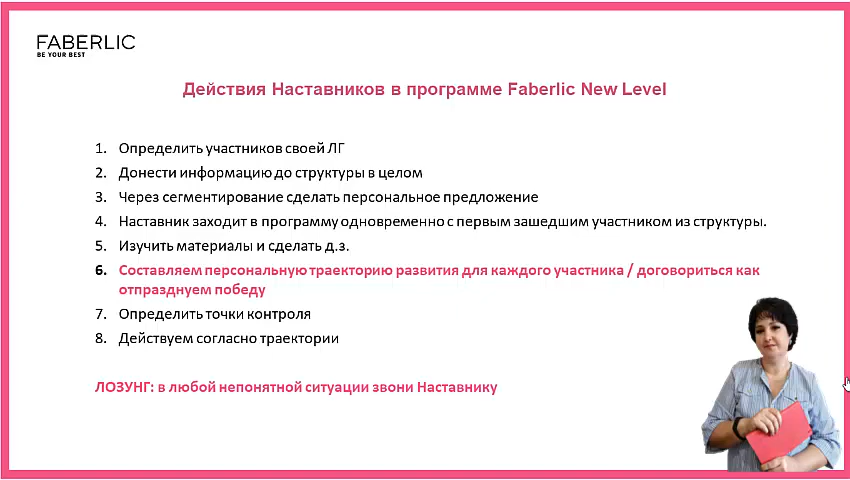 FABERLIC
BE YOUR BEST
Действия Наставников в программе Faberlic New Level
1. Определить участников своей ЛГ
2. Донести информацию до структуры в целом
3. Через сегментирование сделать персональное предложение
4. Наставник заходит в программу одновременно с первым зашедшим участником из структуры.
5. Изучить материалы и сделать д.з.
6. Составляем персональную траекторию развития для каждого участника / договориться как
отпразднуем победу
7. Определить точки контроля
8. Действуем согласно траектории
ЛОЗУНГ: в любой непонятной ситуации звони Наставнику